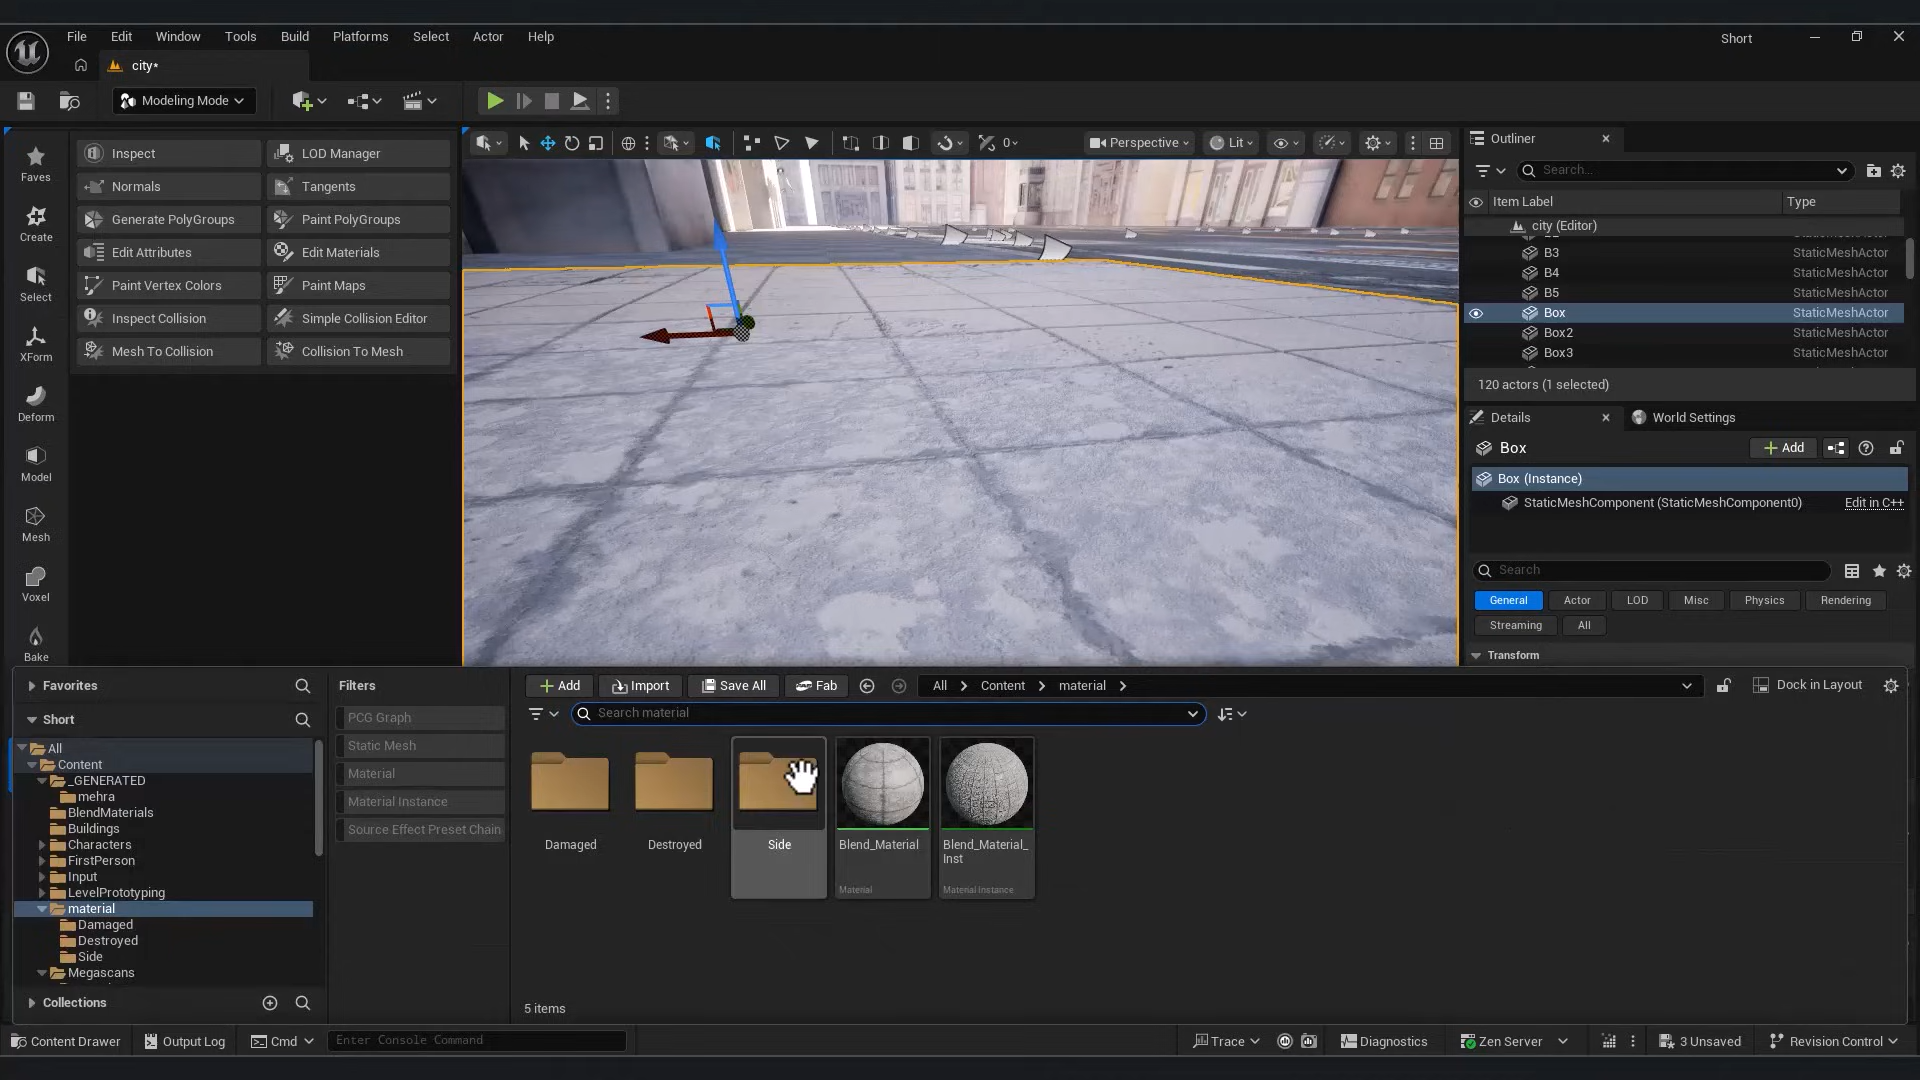 File Edit Window Tools Build Platforms Select Actor Help
Short
city*
Modeling Mode
Faves
Create
Select
XForm
Deform
Model
Mesh
Voxel
Bake
Inspect LOD Manager
Normals Tangents
Generate PolyGroups Paint PolyGroups
Edit Attributes Edit Materials
Paint Vertex Colors Paint Maps
Inspect Collision Simple Collision Editor
Mesh To Collision Collision To Mesh
0 Perspective Lit
Outliner
Search...
Item Label Type
city (Editor)
B3 StaticMeshActor
B4 StaticMeshActor
B5 StaticMeshActor
Box StaticMeshActor
Box2 StaticMeshActor
Box3 StaticMeshActor
120 actors (1 selected)
Details World Settings
Box Add
Box (Instance)
StaticMeshComponent (StaticMeshComponent0) Edit in C++
Search
General Actor LOD Misc Physics Rendering
Streaming All
Transform
Favorites
Short
All
Content
_GENERATED
mehra
BlendMaterials
Buildings
Characters
FirstPerson
Input
LevelPrototyping
material
Damaged
Destroyed
Side
Megascans
Collections
Filters
PCG Graph
Static Mesh
Material
Material Instance
Source Effect Preset Chain
Add Import Save All Fab All Content material Dock in Layout
Search material
Damaged Destroyed Side Blend_Material Blend_Material_
Inst
Material Material Instance
5 items
Content Drawer Output Log Cmd Enter Console Command Trace Diagnostics Zen Server 3 Unsaved Revision Control